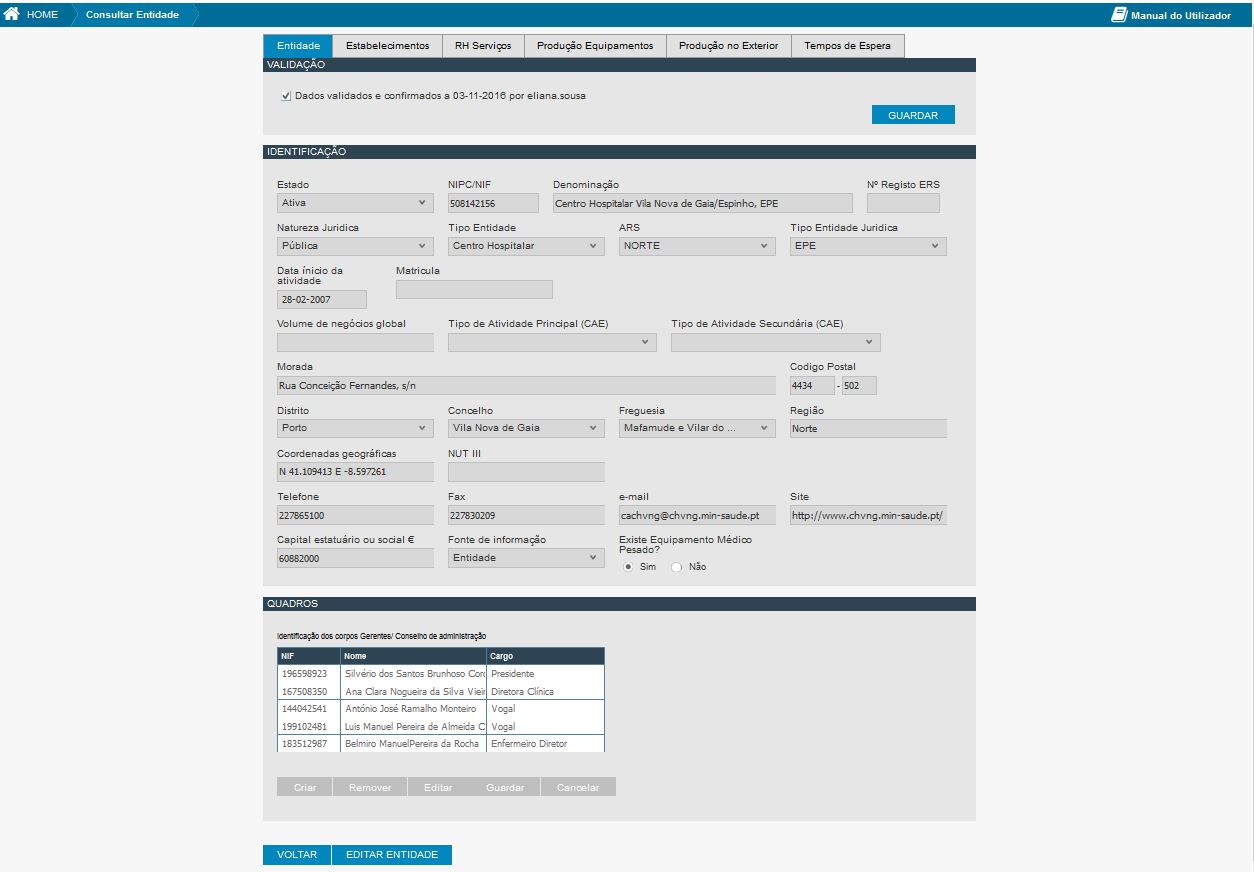 HOME Consultar Entidade Manual do Utilizador
Entidade Estabelecimentos RH Serviços Produção Equipamentos Produção no Exterior Tempos de Espera
VALIDAÇÃO
Dados validados e confirmados a 03-11-2016 por eliana.sousa
GUARDAR
IDENTIFICAÇÃO
Estado NIPC/NIF Denominação Nº Registo ERS
Ativa 508142156 Centro Hospitalar Vila Nova de Gaia/Espinho, EPE
Natureza Juridica Tipo Entidade ARS Tipo Entidade Juridica
Pública Centro Hospitalar NORTE EPE
Data ínicio da Matricula
atividade
28-02-2007
Volume de negócios global Tipo de Atividade Principal (CAE) Tipo de Atividade Secundária (CAE)
Morada Codigo Postal
Rua Conceição Fernandes, s/n 4434 - 502
Distrito Concelho Freguesia Região
Porto Vila Nova de Gaia Mafamude e Vilar do ... Norte
Coordenadas geográficas NUT III
N 41.109413 E -8.597261
Telefone Fax e-mail Site
227865100 227830209 cachvng@chvng.min-saude.pt http://www.chvng.min-saude.pt/
Capital estatuário ou social € Fonte de informação Existe Equipamento Médico
Pesado?
60882000 Entidade
Sim Não
QUADROS
Identificação dos corpos Gerentes/ Conselho de administração
NIF Nome Cargo
196598923 Silvério dos Santos Brunhoso Cord Presidente
167508350 Ana Clara Nogueira da Silva Vieir Diretora Clínica
144042541 António José Ramalho Monteiro Vogal
199102481 Luis Manuel Pereira de Almeida C Vogal
183512987 Belmiro ManuelPereira da Rocha Enfermeiro Diretor
Criar Remover Editar Guardar Cancelar
VOLTAR EDITAR ENTIDADE